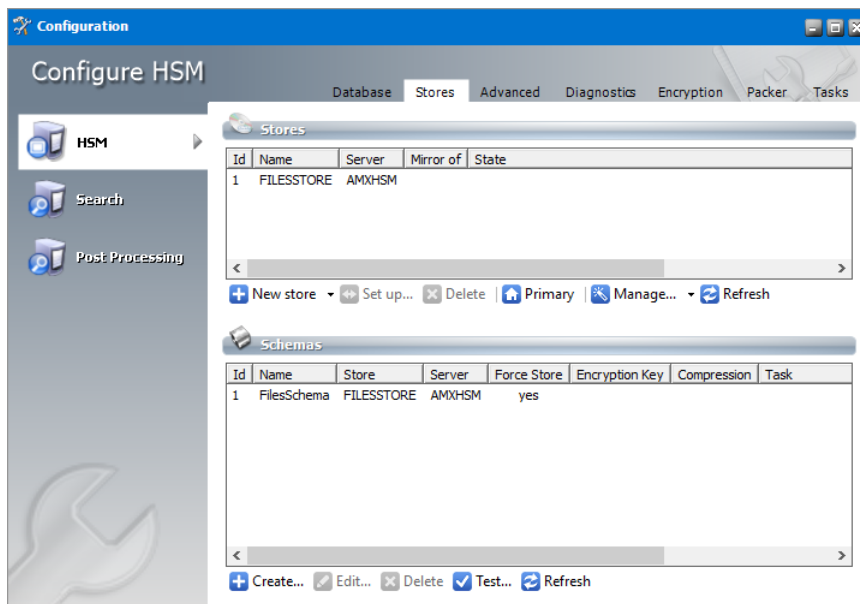 Configuration
Configure HSM
Database Stores Advanced Diagnostics Encryption Packer Tasks
HSM
Search
Post Processing
Stores
Id Name Server Mirror of State
1 FILESSTORE AMXHSM
New store Set up... Delete Primary Manage... Refresh
Schemas
Id Name Store Server Force Store Encryption Key Compression Task
1 FilesSchema FILESSTORE AMXHSM yes
Create... Edit... Delete Test... Refresh